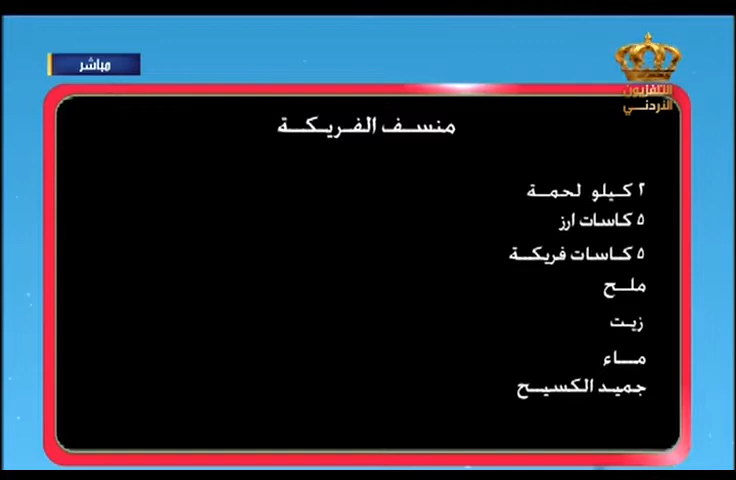 مباشر
التلفزيون
الأردني
منسف الفريكة
٢ كيلو لحمة
٥ كاسات ارز
٥ كاسات فريكة
ملح
زيت
ماء
جميد الكسيح